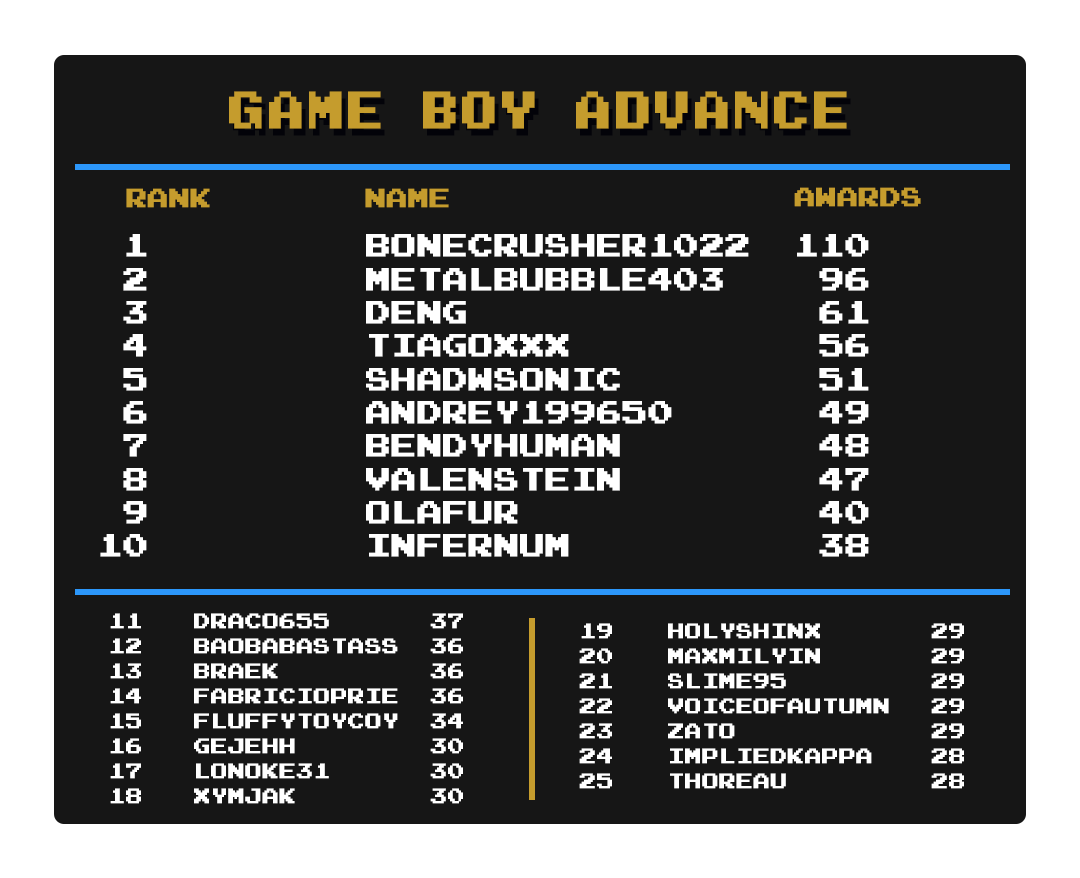 GAME BOY ADVANCE
RANK NAME AWARDS
1 BONECRUSHER1022 110
2 METALBUBBLE403 96
3 DENG 61
4 TIAGOXXX 56
5 SHADWSONIC 51
6 ANDREY199650 49
7 BENDYHUMAN 48
8 VALENSTEIN 47
9 OLAFUR 40
10 INFERNUM 38
11 DRACO655 37
12 BAOBABASTASS 36
13 BRAEK 36
14 FABRICIOPRIE 36
15 FLUFFYTOYCOY 34
16 GEJEHH 30
17 LONOKE31 30
18 XYMJAK 30
19 HOLYSHINX 29
20 MAXMILYIN 29
21 SLIME95 29
22 VOICEOFAUTUMN 29
23 ZATO 29
24 IMPLIEDKAPPA 28
25 THOREAU 28